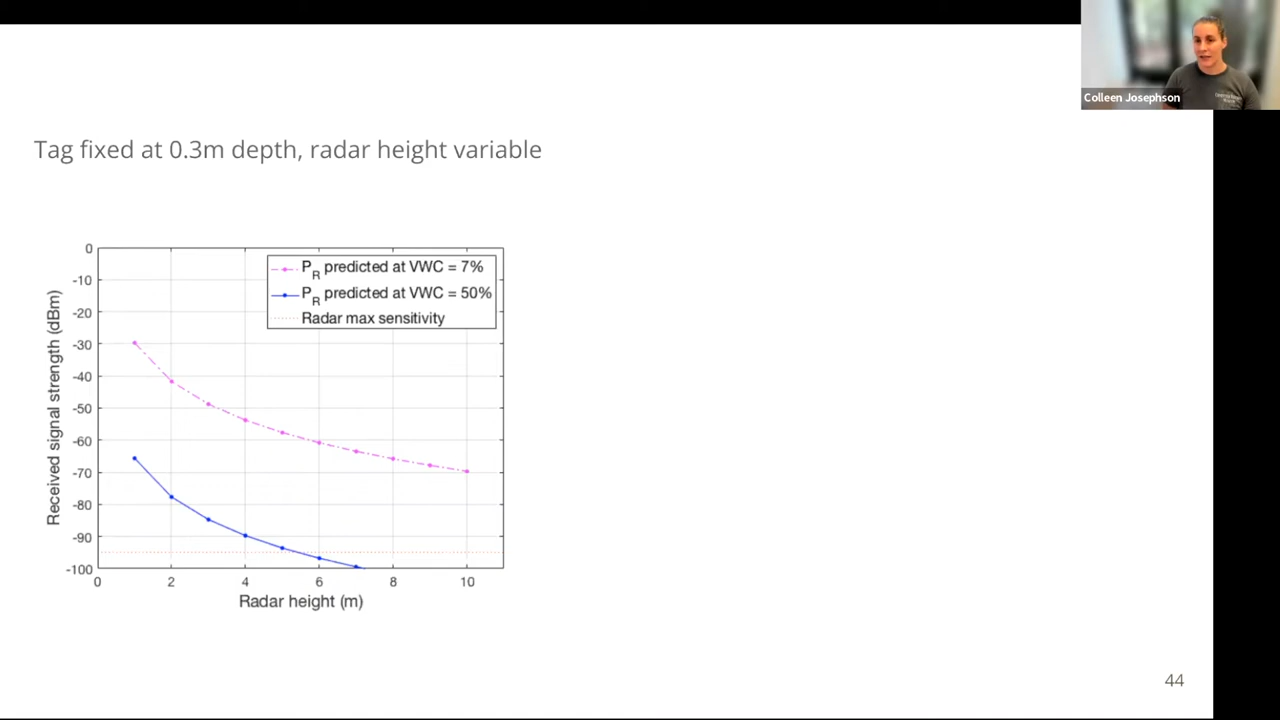 Colleen Josephson
Tag fixed at 0.3m depth, radar height variable
Received signal strength (dBm)
0
-10
-20
-30
-40
-50
-60
-70
-80
-90
-100
P_R predicted at VWC = 7%
P_R predicted at VWC = 50%
Radar max sensitivity
0 2 4 6 8 10
Radar height (m)
44